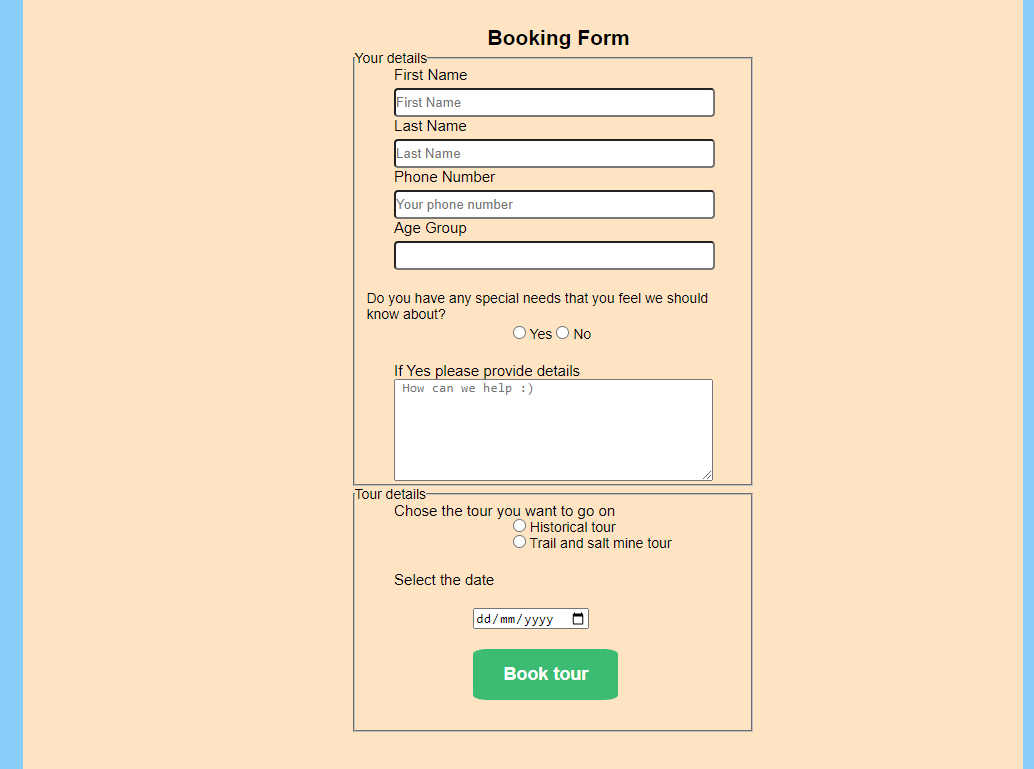 Booking Form
Your details
First Name
First Name
Last Name
Last Name
Phone Number
Your phone number
Age Group
Do you have any special needs that you feel we should
know about?
Yes No
If Yes please provide details
How can we help :)
Tour details
Chose the tour you want to go on
Historical tour
Trail and salt mine tour
Select the date
dd/mm/yyyy
Book tour